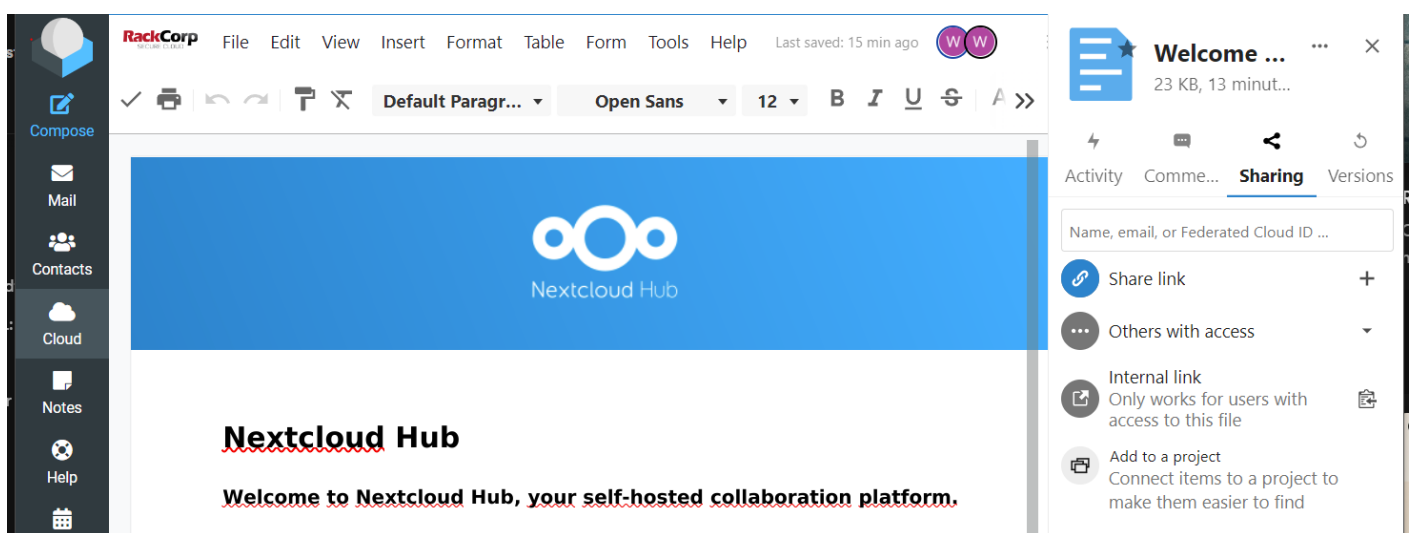 Compose
Mail
Contacts
Cloud
Notes
Help
RackCorp
SECURE CLOUD
File Edit View Insert Format Table Form Tools Help Last saved: 15 min ago W W
Default Paragr... Open Sans 12 B I U S A
Nextcloud Hub
Nextcloud Hub
Welcome to Nextcloud Hub, your self-hosted collaboration platform.
Welcome ...
23 KB, 13 minut...
Activity Comme... Sharing Versions
Name, email, or Federated Cloud ID ...
Share link
Others with access
Internal link
Only works for users with
access to this file
Add to a project
Connect items to a project to
make them easier to find